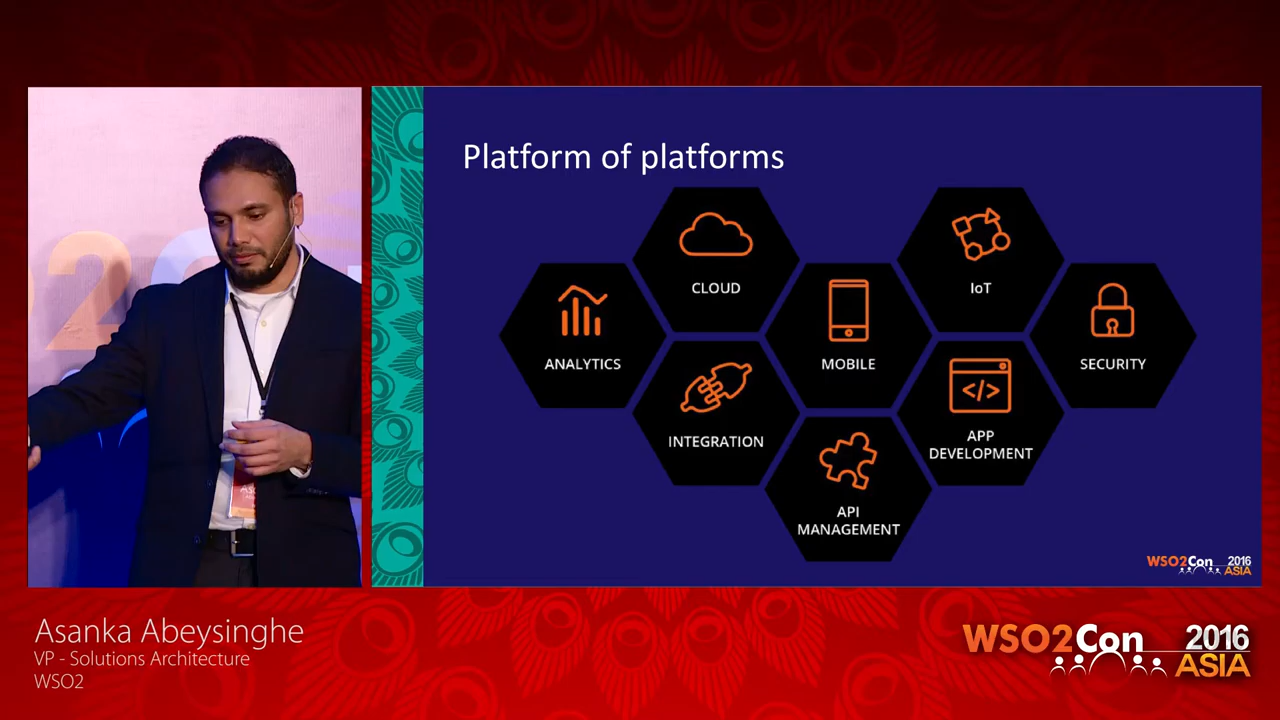 Platform of platforms
CLOUD
IoT
ANALYTICS
MOBILE
SECURITY
INTEGRATION
APP
DEVELOPMENT
API
MANAGEMENT
WSO2Con 2016
ASIA
Asanka Abeysinghe
VP - Solutions Architecture
WSO2
WSO2Con 2016
ASIA